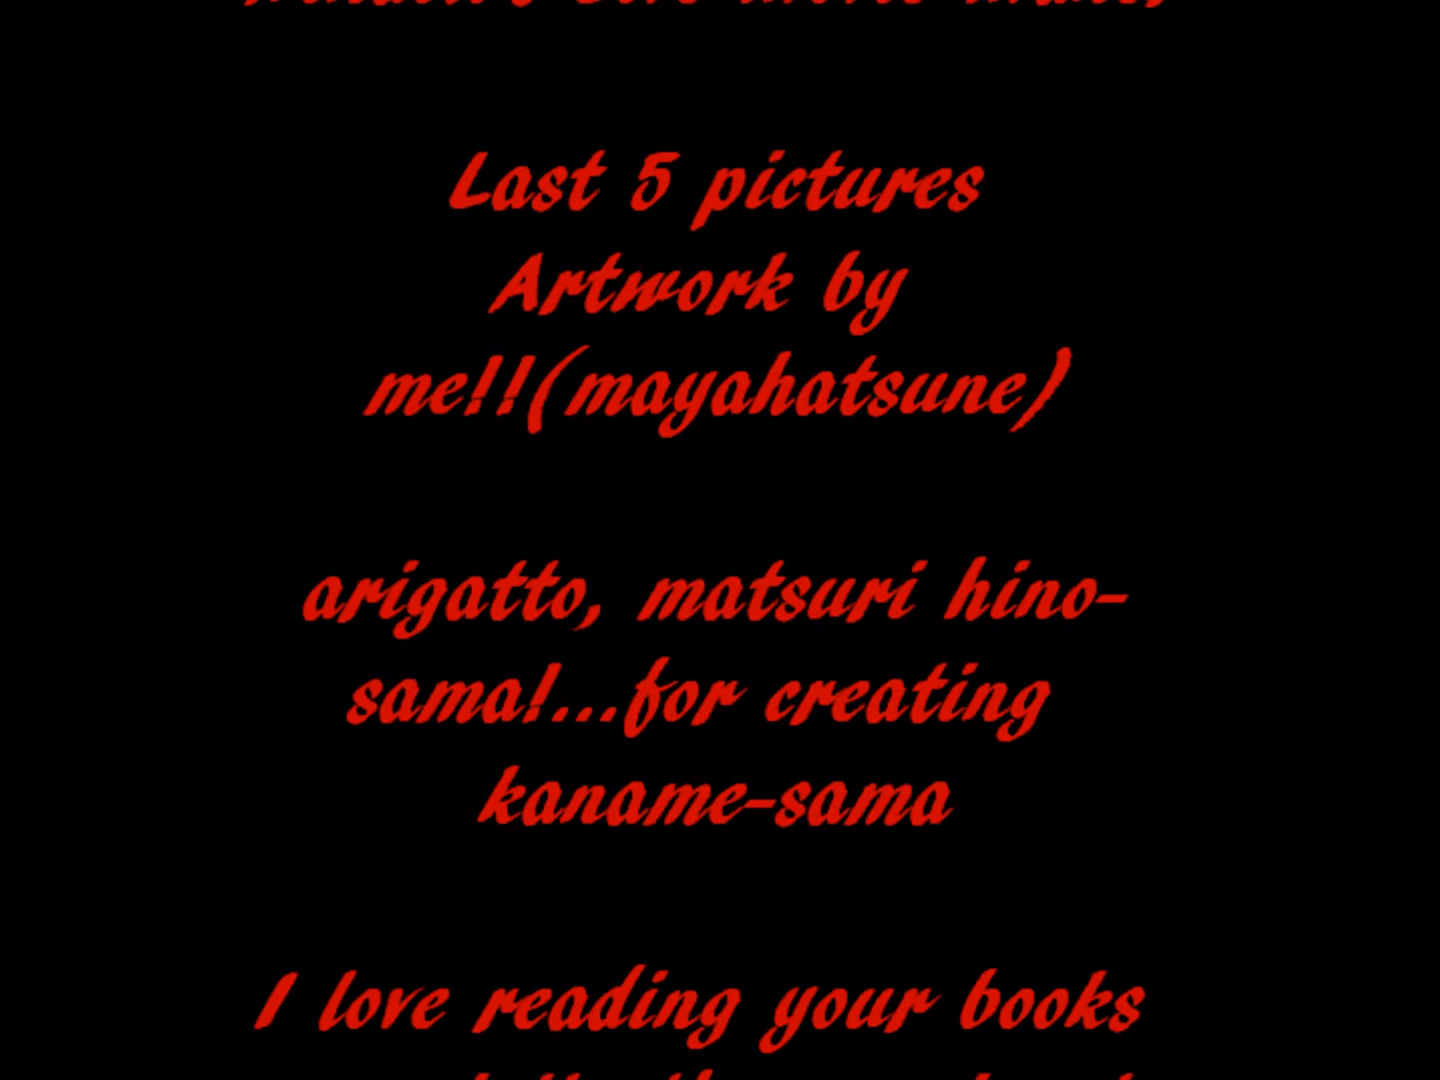 Last 5 pictures
Artwork by
me!!(mayahatsune)
arigatto, matsuri hino-
sama!...for creating
kaname-sama
I love reading your books